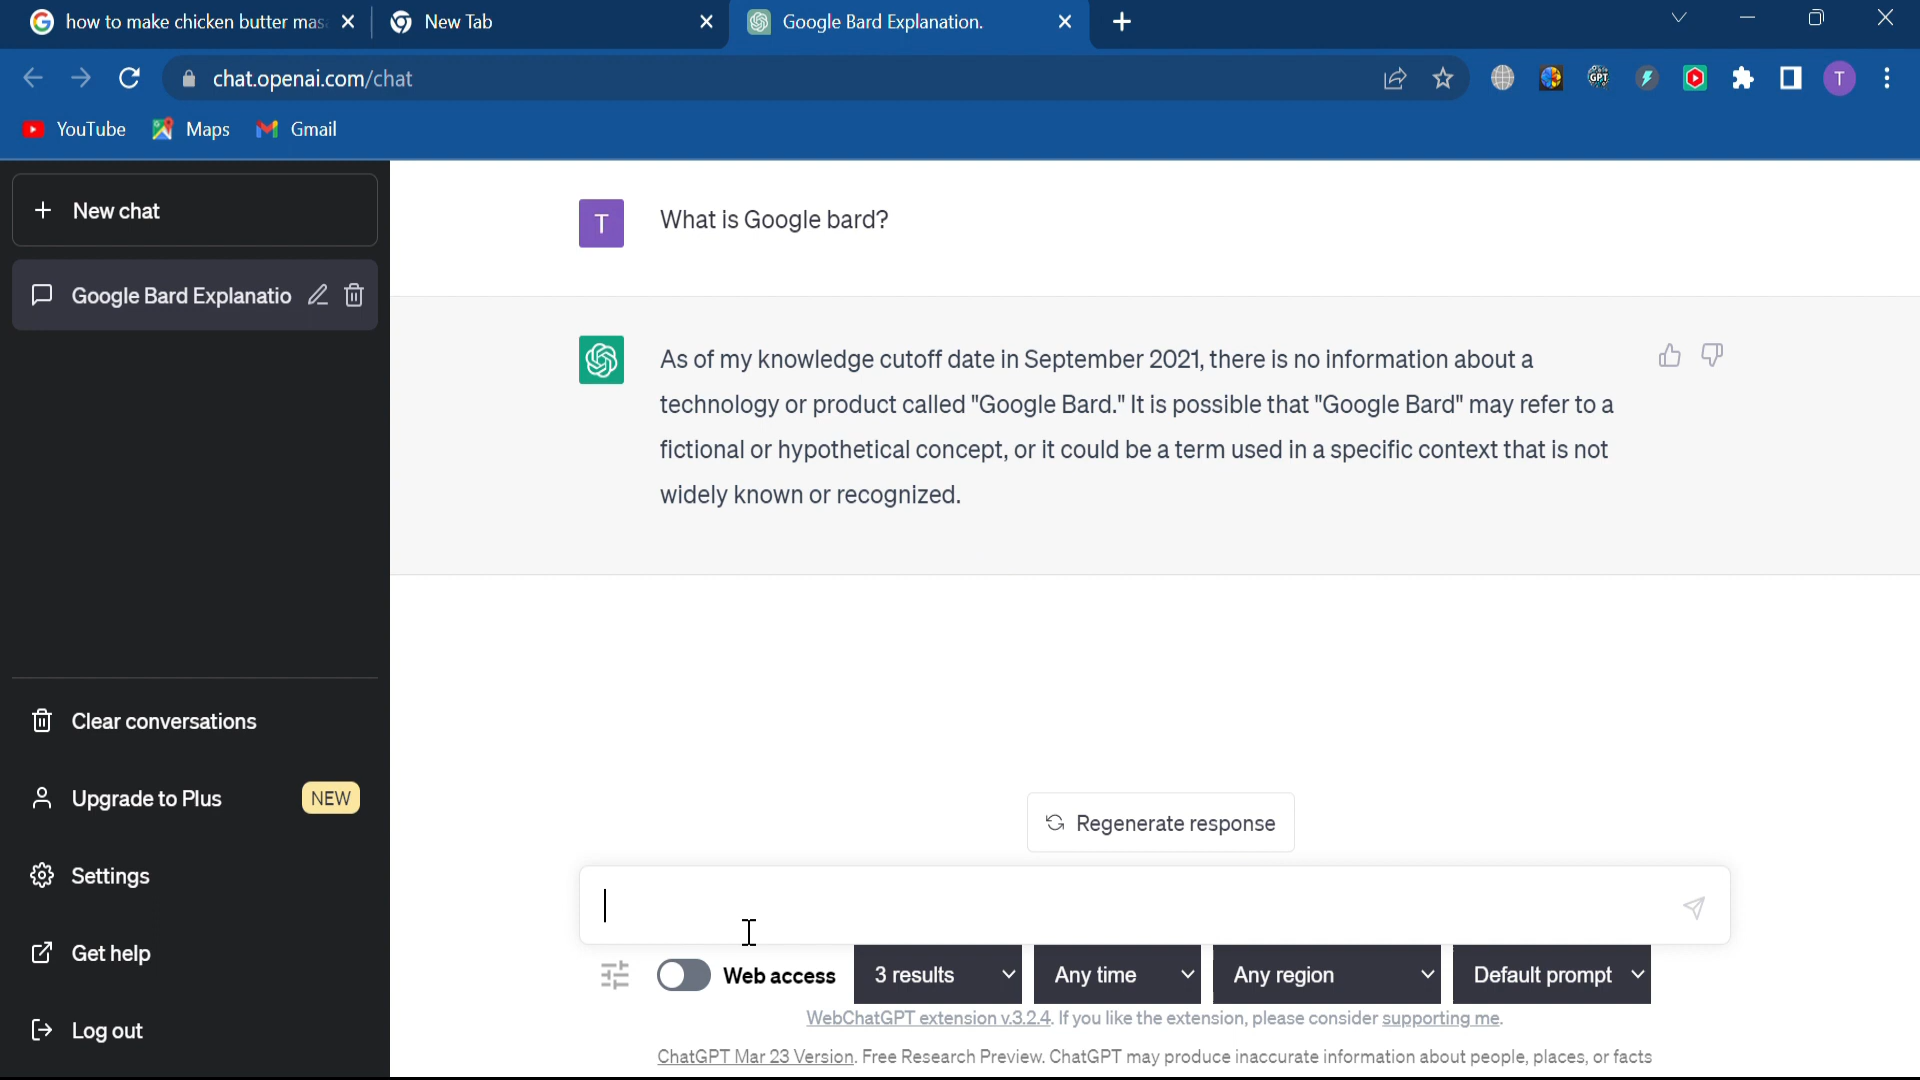 how to make chicken butter mas
New Tab
Google Bard Explanation.
chat.openai.com/chat
GPT
T
YouTube
Maps
Gmail
New chat
Google Bard Explanatio
Clear conversations
Upgrade to Plus
NEW
Settings
Get help
Log out
T
What is Google bard?
As of my knowledge cutoff date in September 2021, there is no information about a
technology or product called "Google Bard." It is possible that "Google Bard" may refer to a
fictional or hypothetical concept, or it could be a term used in a specific context that is not
widely known or recognized.
Regenerate response
Web access
3 results
Any time
Any region
Default prompt
WebChatGPT extension v.3.2.4. If you like the extension, please consider supporting me.
ChatGPT Mar 23 Version. Free Research Preview. ChatGPT may produce inaccurate information about people, places, or facts